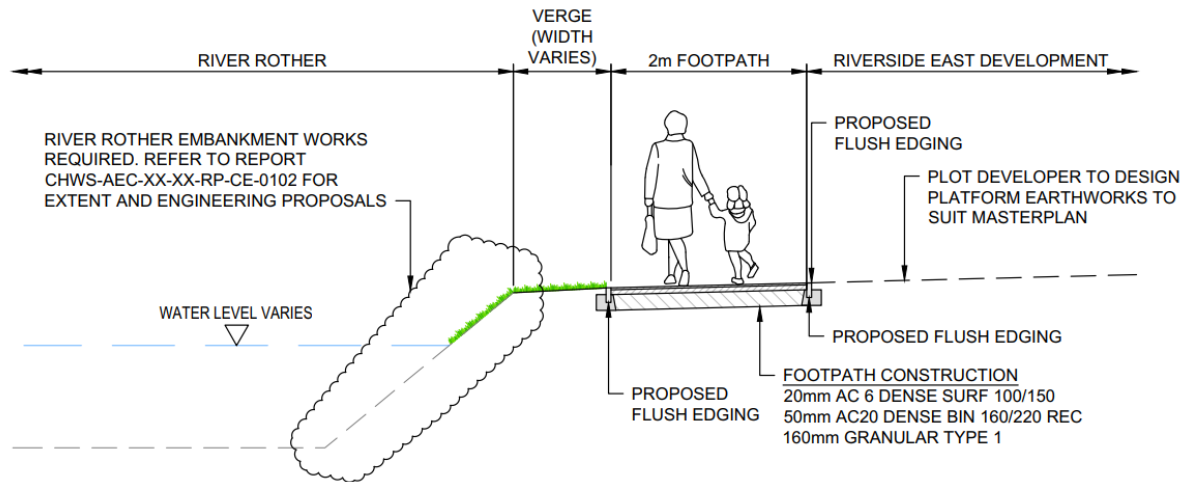 VERGE
(WIDTH
VARIES)
RIVER ROTHER
2m FOOTPATH
RIVERSIDE EAST DEVELOPMENT
RIVER ROTHER EMBANKMENT WORKS
REQUIRED. REFER TO REPORT
CHWS-AEC-XX-XX-RP-CE-0102 FOR
EXTENT AND ENGINEERING PROPOSALS
PROPOSED
FLUSH EDGING
PLOT DEVELOPER TO DESIGN
PLATFORM EARTHWORKS TO
SUIT MASTERPLAN
WATER LEVEL VARIES
PROPOSED FLUSH EDGING
PROPOSED
FLUSH EDGING
FOOTPATH CONSTRUCTION
20mm AC 6 DENSE SURF 100/150
50mm AC20 DENSE BIN 160/220 REC
160mm GRANULAR TYPE 1